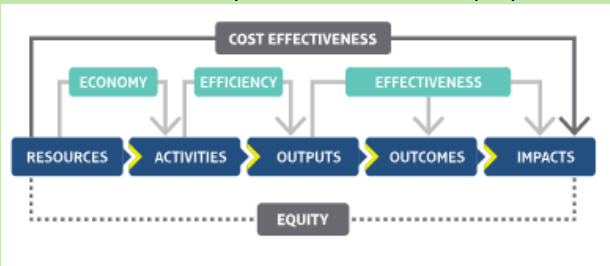 COST EFFECTIVENESS
ECONOMY
EFFICIENCY
EFFECTIVENESS
RESOURCES
ACTIVITIES
OUTPUTS
OUTCOMES
IMPACTS
EQUITY